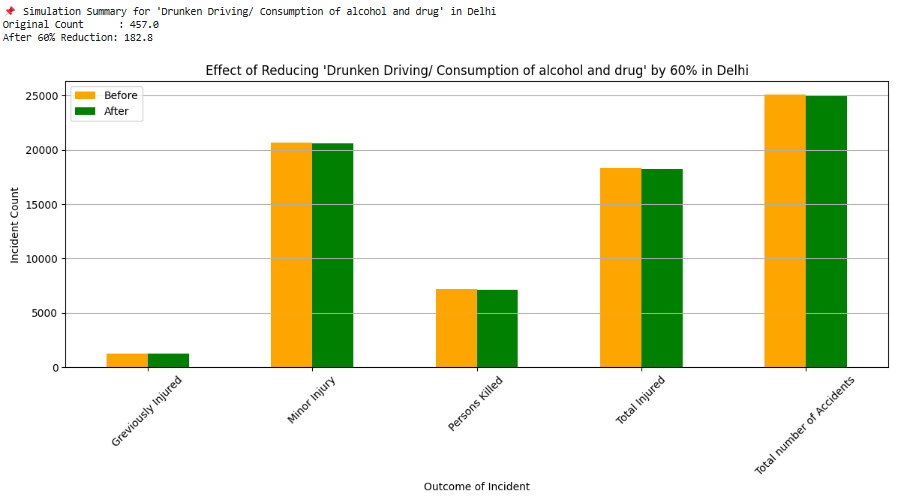 📌 Simulation Summary for 'Drunken Driving/ Consumption of alcohol and drug' in Delhi
Original Count      : 457.0
After 60% Reduction: 182.8
Effect of Reducing 'Drunken Driving/ Consumption of alcohol and drug' by 60% in Delhi
Before
After
25000
20000
15000
10000
5000
0
Incident Count
Greviously Injured
Minor Injury
Persons Killed
Total Injured
Total number of Accidents
Outcome of Incident